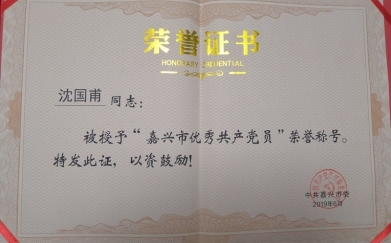 荣誉证书
HONORARY CREDENTIAL
沈国甫 同志：
被授予“嘉兴市优秀共产党员”荣誉称号。
特发此证，以资鼓励！
中共嘉兴市委
2019年6月